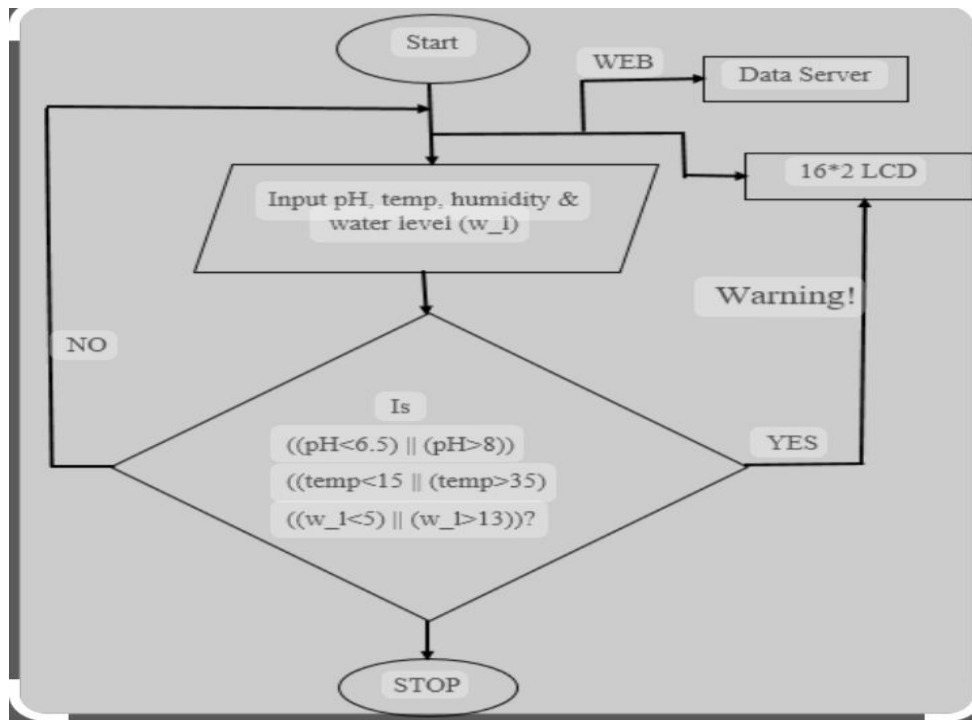 Start
WEB
Data Server
16*2 LCD
Input pH, temp, humidity &
water level (w_l)
Warning!
NO
Is
((pH<6.5) || (pH>8))
YES
((temp<15 || (temp>35)
((w_l<5) || (w_l>13))?
STOP